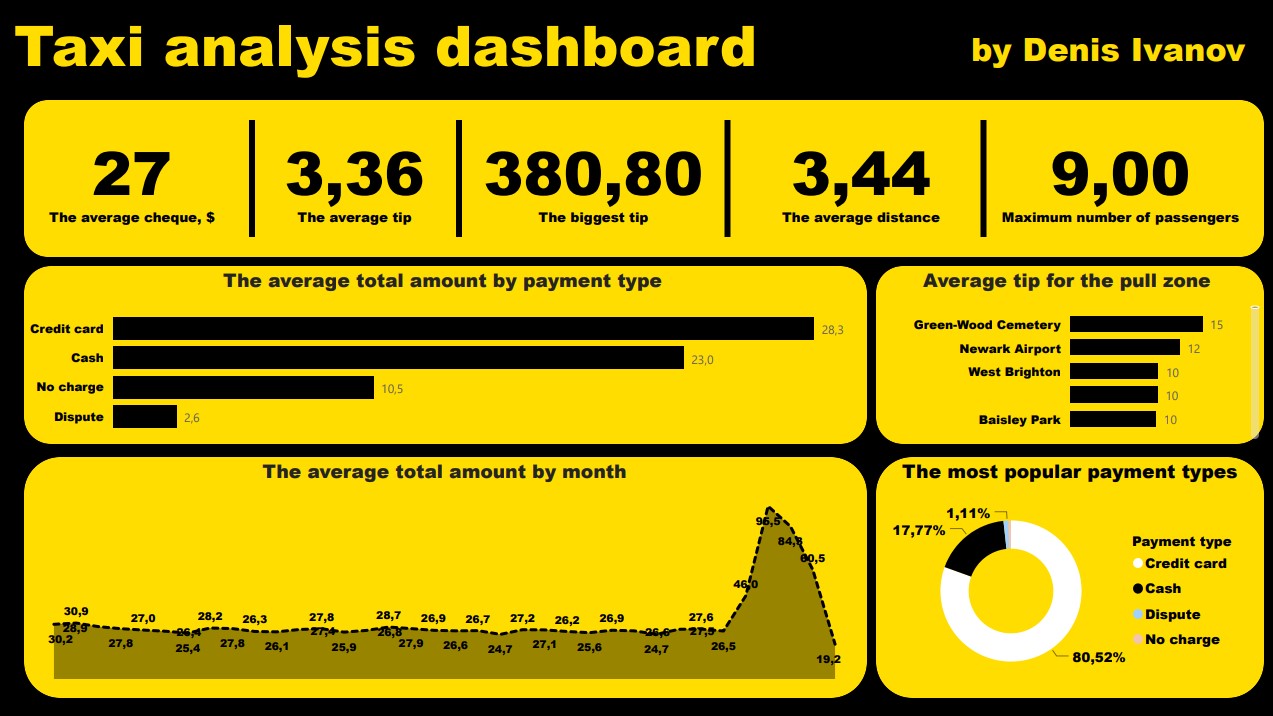 Taxi analysis dashboard
by Denis Ivanov
27
The average cheque, $
3,36
The average tip
380,80
The biggest tip
3,44
The average distance
9,00
Maximum number of passengers
The average total amount by payment type
Credit card 28,3
Cash 23,0
No charge 10,5
Dispute 2,6
Average tip for the pull zone
Green-Wood Cemetery 15
Newark Airport 12
West Brighton 10
10
Baisley Park 10
The average total amount by month
30,2
30,9
28,9
27,8
27,0
26,4
25,4
28,2
27,8
26,3
26,1
27,8
27,4
25,9
28,7
26,8
27,9
26,9
26,6
26,7
24,7
27,2
27,1
26,2
25,6
26,9
26,6
24,7
27,6
27,5
26,5
46,0
95,5
84,8
60,5
19,2
The most popular payment types
1,11%
17,77%
80,52%
Payment type
Credit card
Cash
Dispute
No charge